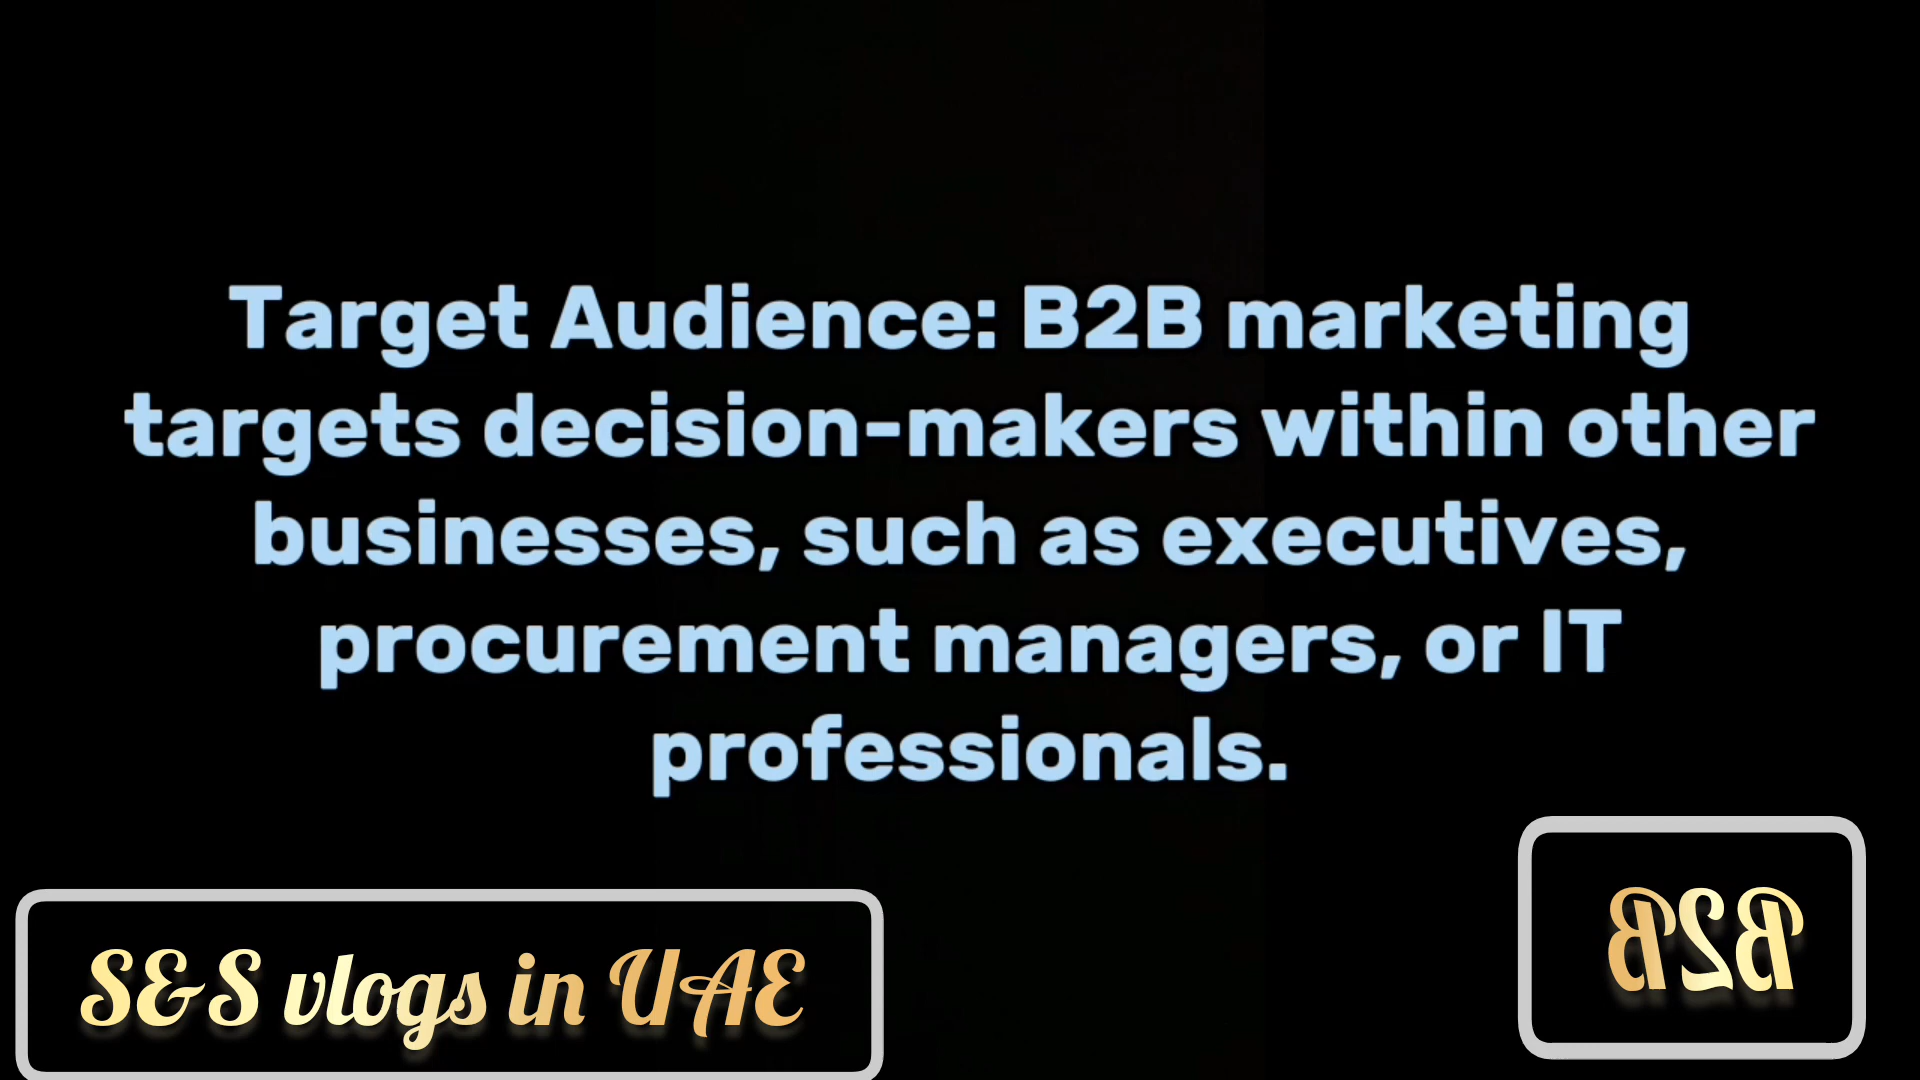 Target Audience: B2B marketing
targets decision-makers within other
businesses, such as executives,
procurement managers, or IT
professionals.
S&S vlogs in UAE
B2B